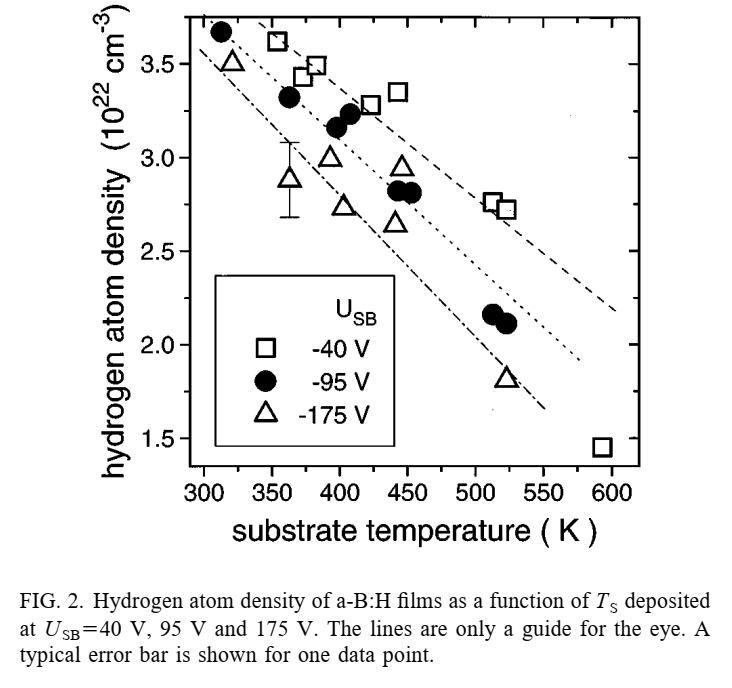 hydrogen atom density (10²² cm⁻³)
3.5
3.0
2.5
2.0
1.5
U_SB
-40 V
-95 V
-175 V
300 350 400 450 500 550 600
substrate temperature ( K )
FIG. 2. Hydrogen atom density of a-B:H films as a function of T_S deposited
at U_SB=40 V, 95 V and 175 V. The lines are only a guide for the eye. A
typical error bar is shown for one data point.